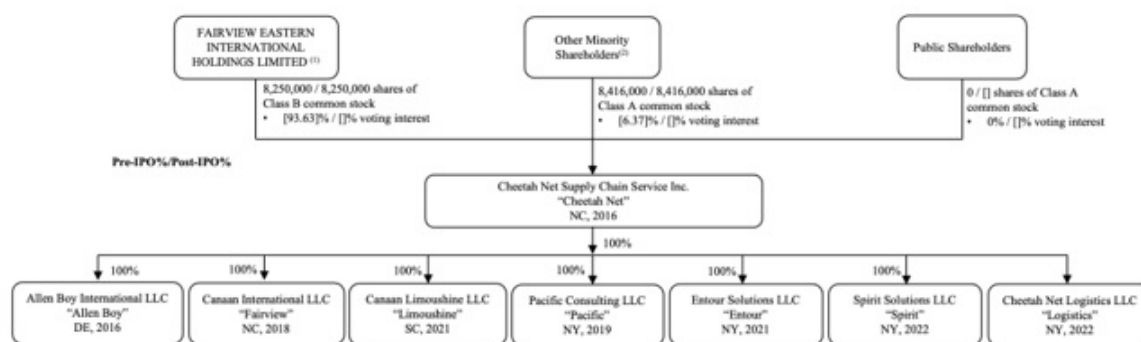 FAIRVIEW EASTERN
INTERNATIONAL
HOLDINGS LIMITED (1)
Other Minority
Shareholders(2)
Public Shareholders
8,250,000 / 8,250,000 shares of
Class B common stock
• [93.63]% / []% voting interest
8,416,000 / 8,416,000 shares of
Class A common stock
• [6.37]% / []% voting interest
0 / [] shares of Class A
common stock
• 0% / []% voting interest
Pre-IPO%/Post-IPO%
Cheetah Net Supply Chain Service Inc.
“Cheetah Net”
NC, 2016
100%
100%
100%
100%
100%
100%
100%
100%
Allen Boy International LLC
“Allen Boy”
DE, 2016
Canaan International LLC
“Fairview”
NC, 2018
Canaan Limoushine LLC
“Limoushine”
SC, 2021
Pacific Consulting LLC
“Pacific”
NY, 2019
Entour Solutions LLC
“Entour”
NY, 2021
Spirit Solutions LLC
“Spirit”
NY, 2022
Cheetah Net Logistics LLC
“Logistics”
NY, 2022